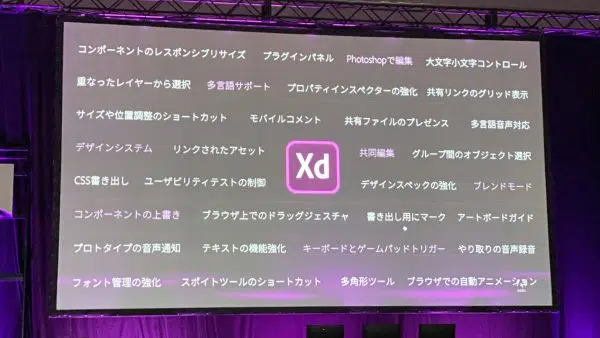 コンポーネントのレスポンシブリサイズ　プラグインパネル　Photoshopで編集　大文字小文字コントロール
重なったレイヤーから選択　多言語サポート　プロパティインスペクターの強化　共有リンクのグリッド表示
サイズや位置調整のショートカット　モバイルコメント　共有ファイルのプレゼンス　多言語音声対応
デザインシステム　リンクされたアセット　共同編集　グループ間のオブジェクト選択
Xd
CSS書き出し　ユーザビリティテストの制御　デザインスペックの強化　ブレンドモード
コンポーネントの上書き　ブラウザ上でのドラッグジェスチャ　書き出し用にマーク　アートボードガイド
プロトタイプの音声通知　テキストの機能強化　キーボードとゲームパッドトリガー　やり取りの音声録音
フォント管理の強化　スポイトツールのショートカット　多角形ツール　ブラウザでの自動アニメーション